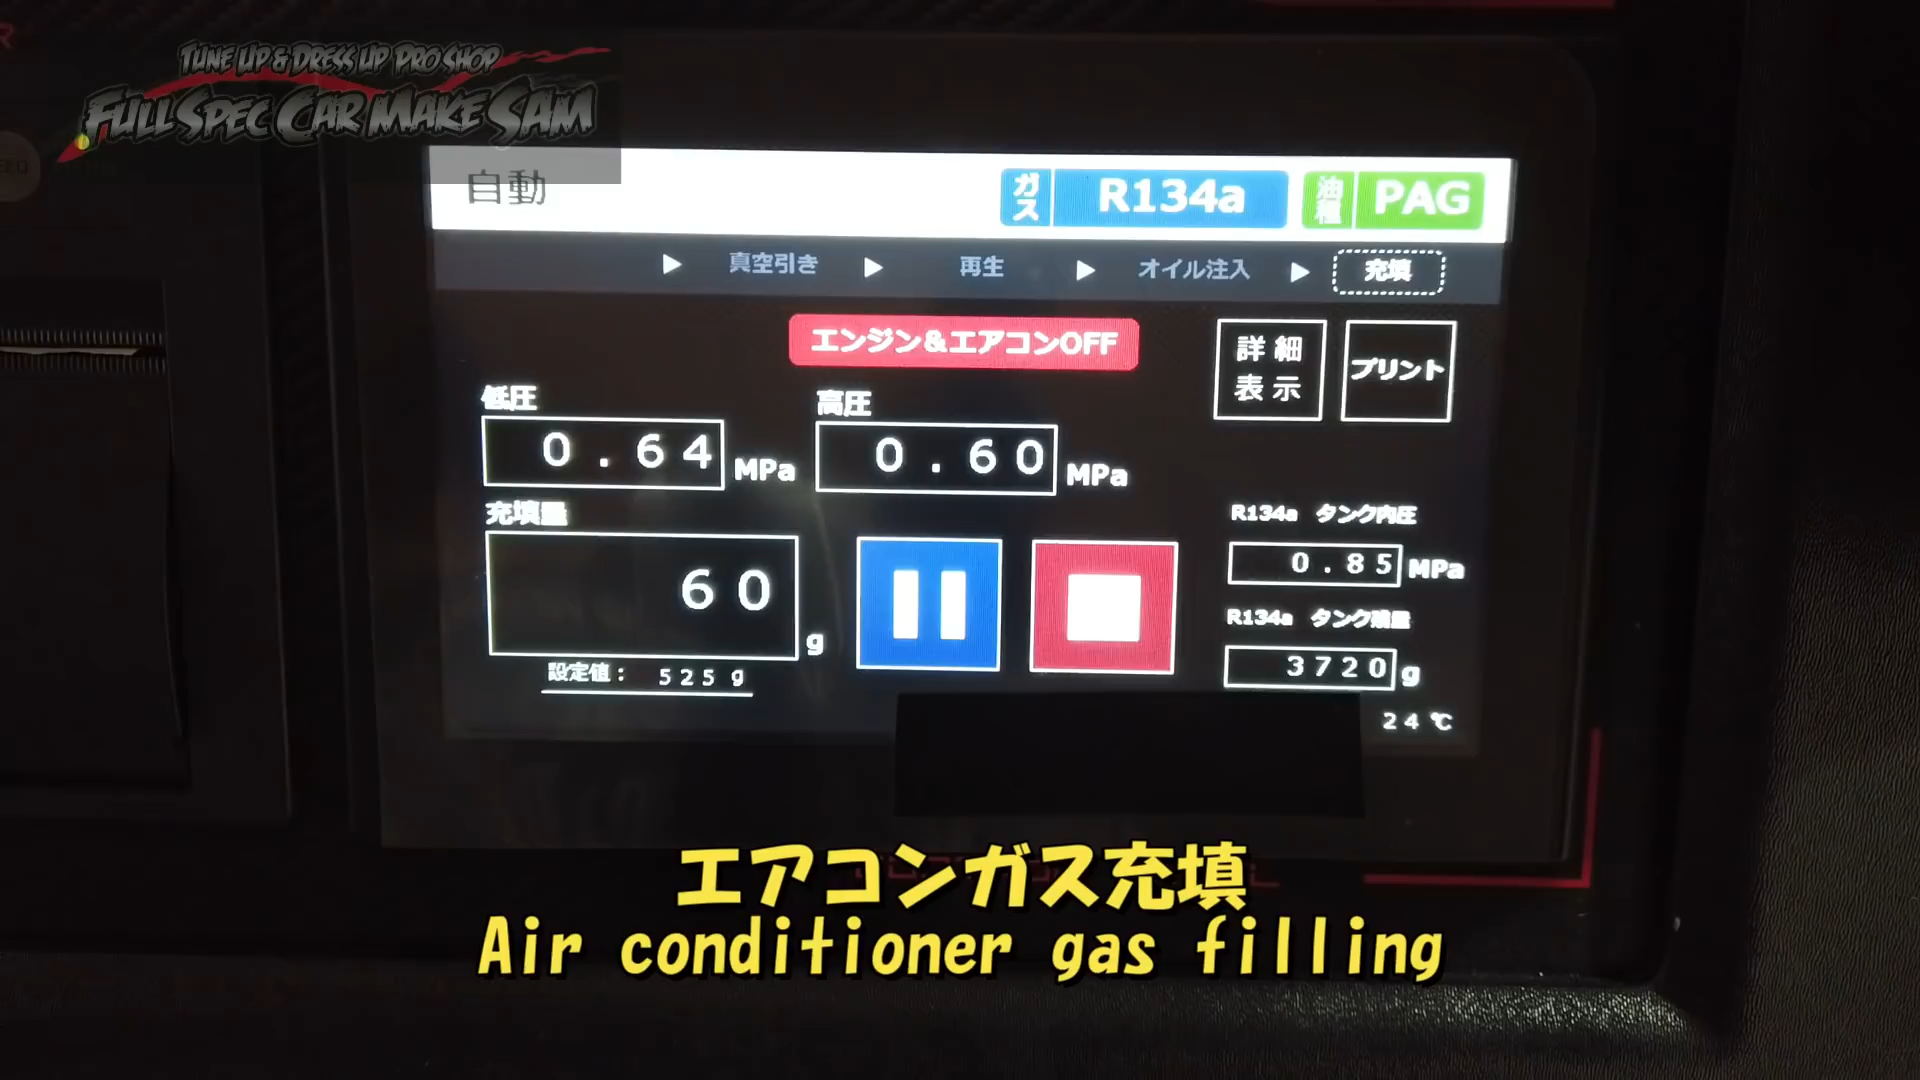 TUNE UP & DRESS UP PRO SHOP
FULL SPEC CAR MAKE SAM
自動
ガス R134a
油種 PAG
真空引き
再生
オイル注入
充填
エンジン&エアコンOFF
詳細表示
プリント
低圧
0.64 MPa
高圧
0.60 MPa
充填量
60 g
設定値: 525g
R134a タンク内圧
0.85 MPa
R134a タンク残量
3720 g
24℃
エアコンガス充填
Air conditioner gas filling